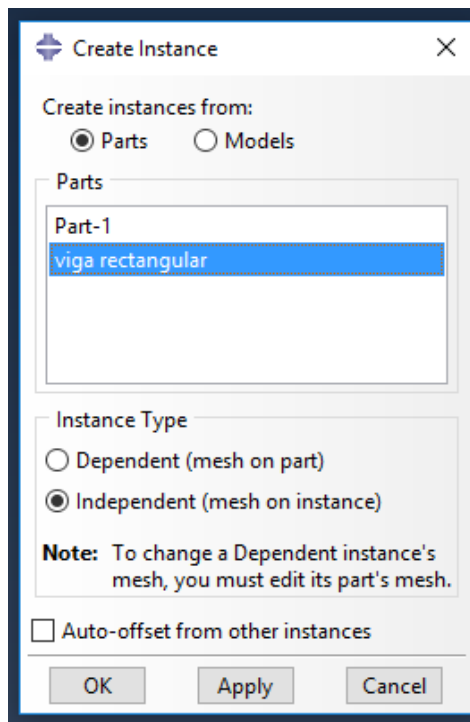 Create Instance
Create instances from:
Parts Models
Parts
Part-1
viga rectangular
Instance Type
Dependent (mesh on part)
Independent (mesh on instance)
Note: To change a Dependent instance's
mesh, you must edit its part's mesh.
Auto-offset from other instances
OK Apply Cancel